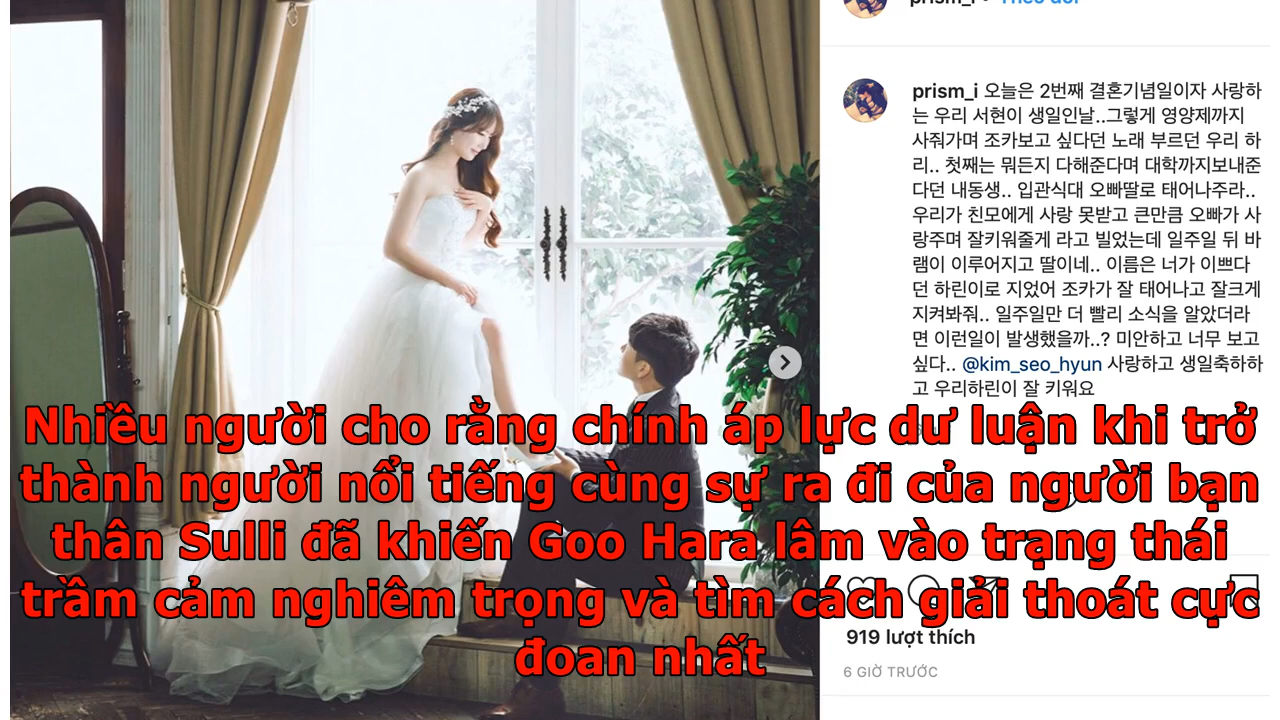 prism_i • Theo dõi
prism_i 오늘은 2번째 결혼기념일이자 사랑하
는 우리 서현이 생일인날..그렇게 영양제까지
사줘가며 조카보고 싶다던 노래 부르던 우리 하
리.. 첫째는 뭐든지 다해준다며 대학까지보내준
다던 내동생.. 입관식대 오빠딸로 태어나주라..
우리가 친모에게 사랑 못받고 큰만큼 오빠가 사
랑주며 잘키워줄게 라고 빌었는데 일주일 뒤 바
램이 이루어지고 딸이네.. 이름은 너가 이쁘다
던 하린이로 지었어 조카가 잘 태어나고 잘크게
지켜봐줘.. 일주일만 더 빨리 소식을 알았더라
면 이런일이 발생했을까..? 미안하고 너무 보고
싶다.. @kim_seo_hyun 사랑하고 생일축하하
고 우리하린이 잘 키워요
Nhiều người cho rằng chính áp lực dư luận khi trở
thành người nổi tiếng cùng sự ra đi của người bạn
thân Sulli đã khiến Goo Hara lâm vào trạng thái
trầm cảm nghiêm trọng và tìm cách giải thoát cực
đoan nhất
919 lượt thích
6 GIỜ TRƯỚC